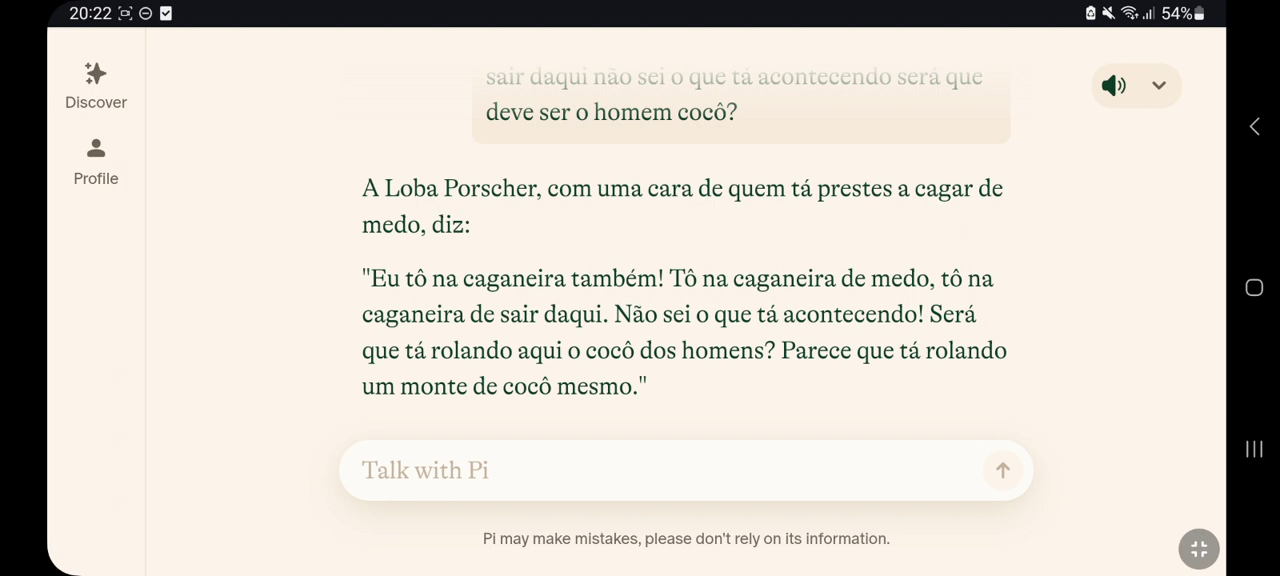 20:22
54%
Discover
Profile
sair daqui não sei o que tá acontecendo será que
deve ser o homem cocô?
A Loba Porscher, com uma cara de quem tá prestes a cagar de
medo, diz:
"Eu tô na caganeira também! Tô na caganeira de medo, tô na
caganeira de sair daqui. Não sei o que tá acontecendo! Será
que tá rolando aqui o cocô dos homens? Parece que tá rolando
um monte de cocô mesmo."
Talk with Pi
Pi may make mistakes, please don't rely on its information.